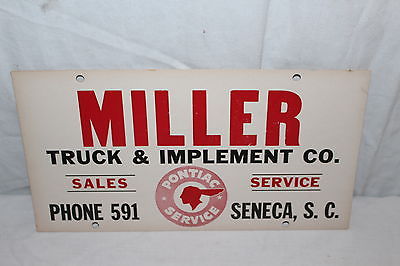 MILLER
TRUCK & IMPLEMENT CO.
SALES
PONTIAC
SERVICE
SERVICE
PHONE 591
SENECA, S. C.